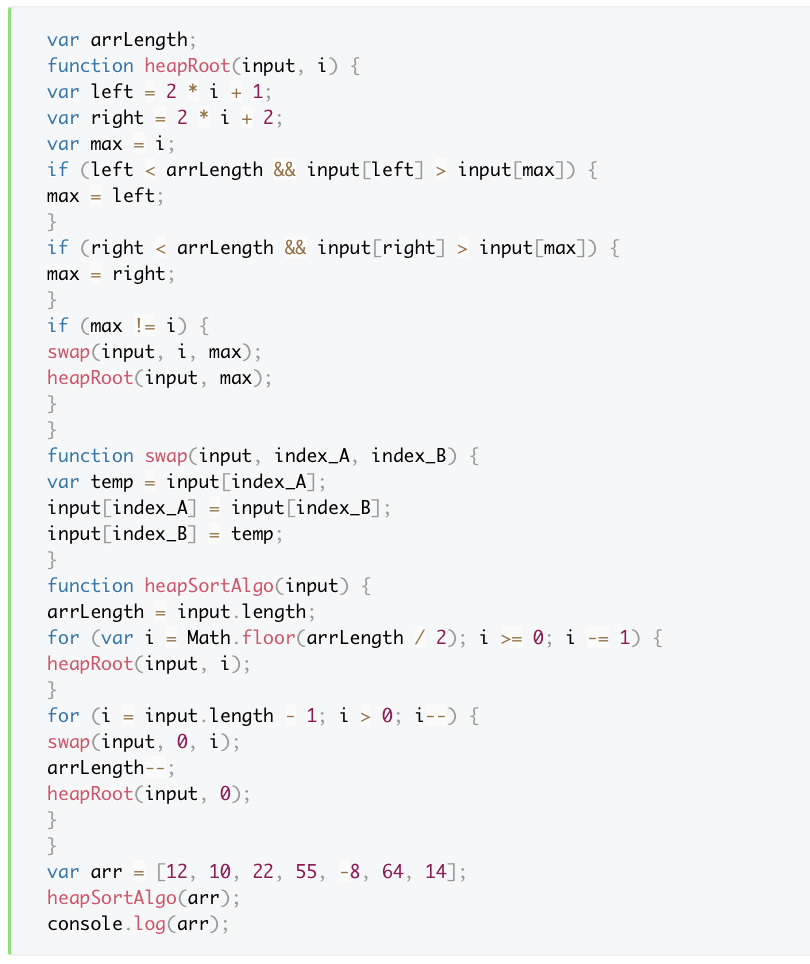 var arrLength;
function heapRoot(input, i) {
var left = 2 * i + 1;
var right = 2 * i + 2;
var max = i;
if (left < arrLength && input[left] > input[max]) {
max = left;
}
if (right < arrLength && input[right] > input[max]) {
max = right;
}
if (max != i) {
swap(input, i, max);
heapRoot(input, max);
}
}
function swap(input, index_A, index_B) {
var temp = input[index_A];
input[index_A] = input[index_B];
input[index_B] = temp;
}
function heapSortAlgo(input) {
arrLength = input.length;
for (var i = Math.floor(arrLength / 2); i >= 0; i -= 1) {
heapRoot(input, i);
}
for (i = input.length - 1; i > 0; i--) {
swap(input, 0, i);
arrLength--;
heapRoot(input, 0);
}
}
var arr = [12, 10, 22, 55, -8, 64, 14];
heapSortAlgo(arr);
console.log(arr);